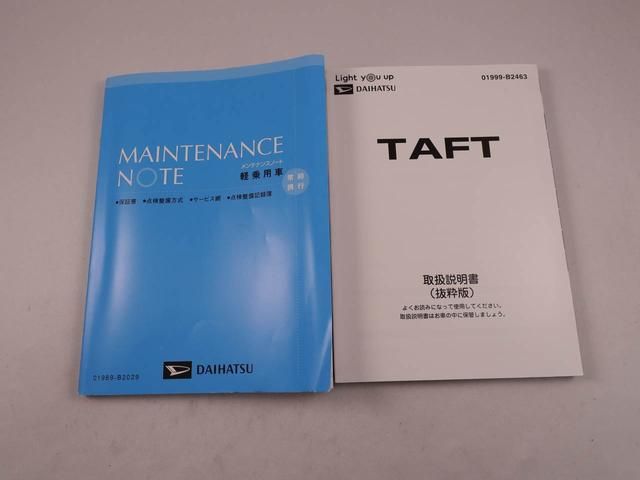 MAINTENANCE
NOTE
メンテナンスノート
軽乗用車
常時
携行
●保証書 ●点検整備方式 ●サービス網 ●点検整備記録簿
DAIHATSU
01989-B2029
Light you up
DAIHATSU
01999-B2463
TAFT
取扱説明書
(抜粋版)
よくお読みになって使用してください。
取扱説明書はお車の中に保管しましょう。